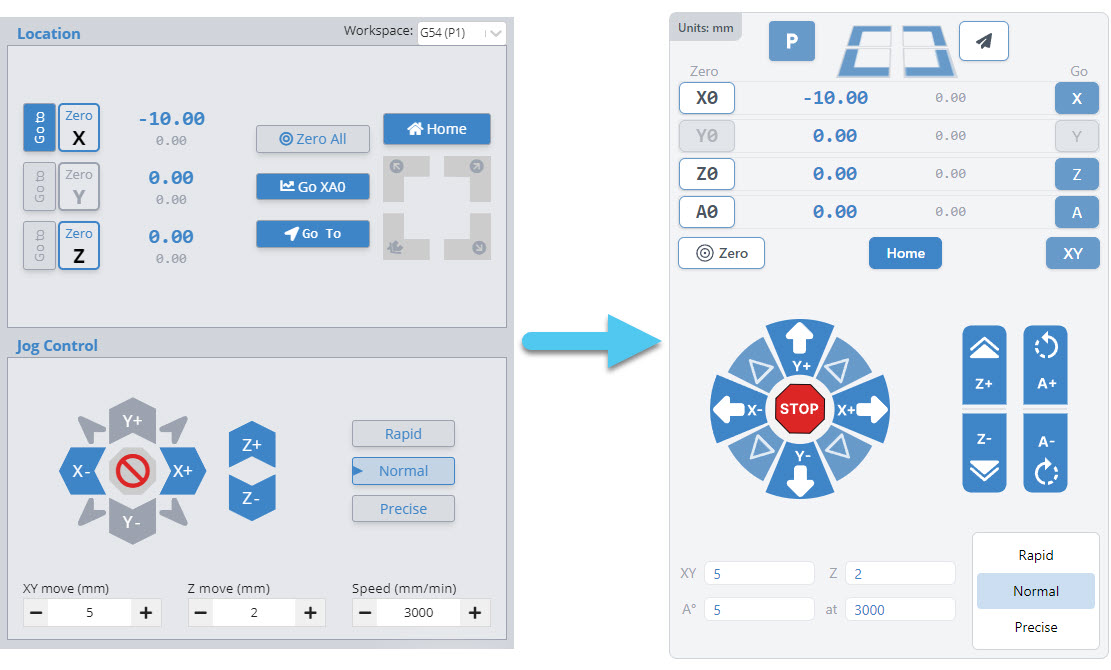 Location
Workspace: G54 (P1)
Go to
Zero
X
-10.00
0.00
Zero All
Home
Go to
Zero
Y
0.00
0.00
Go XA0
Go to
Zero
Z
0.00
0.00
Go To
Jog Control
Y+
X-
X+
Y-
Z+
Z-
Rapid
Normal
Precise
XY move (mm)
Z move (mm)
Speed (mm/min)
− 5 +
− 2 +
− 3000 +
Units: mm
P
Zero
Go
X0 -10.00 0.00 X
Y0 0.00 0.00 Y
Z0 0.00 0.00 Z
A0 0.00 0.00 A
Zero
Home
XY
Y+
X-
STOP
X+
Y-
Z+
A+
Z-
A-
XY 5 Z 2
A° 5 at 3000
Rapid
Normal
Precise